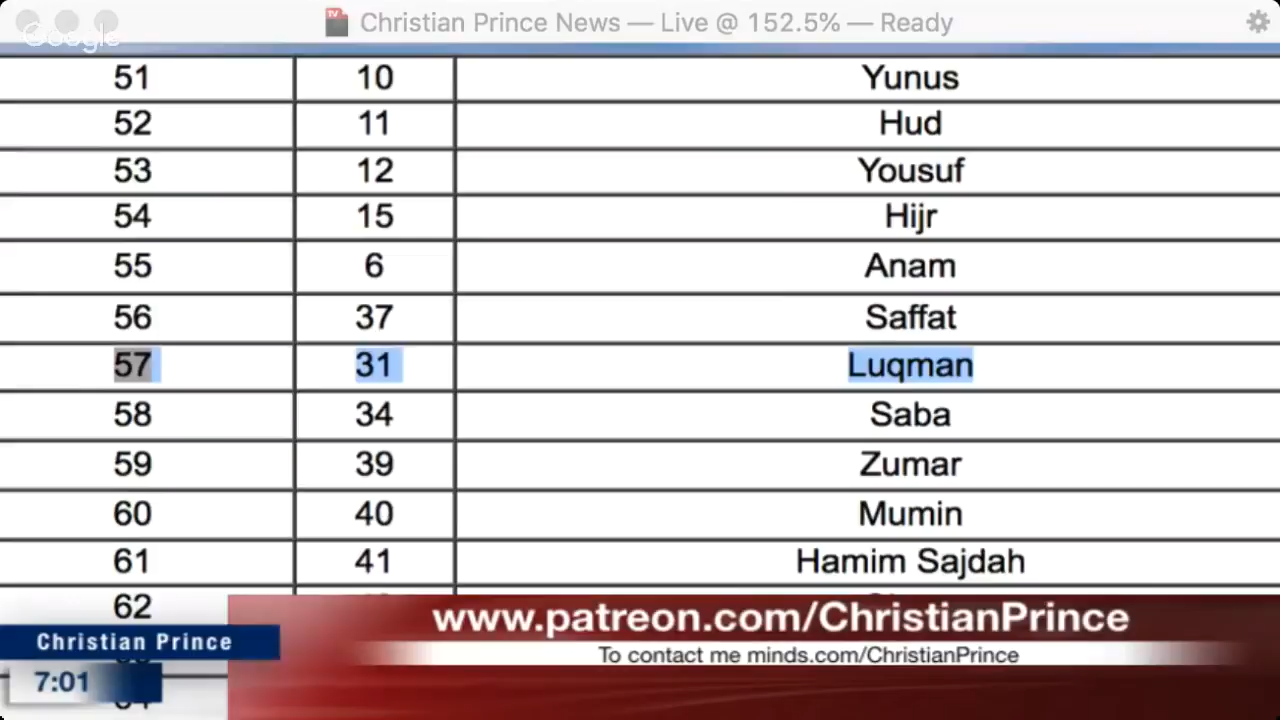 Google
Christian Prince News — Live @ 152.5% — Ready
51 10 Yunus
52 11 Hud
53 12 Yousuf
54 15 Hijr
55 6 Anam
56 37 Saffat
57 31 Luqman
58 34 Saba
59 39 Zumar
60 40 Mumin
61 41 Hamim Sajdah
62
www.patreon.com/ChristianPrince
Christian Prince
To contact me minds.com/ChristianPrince
7:01